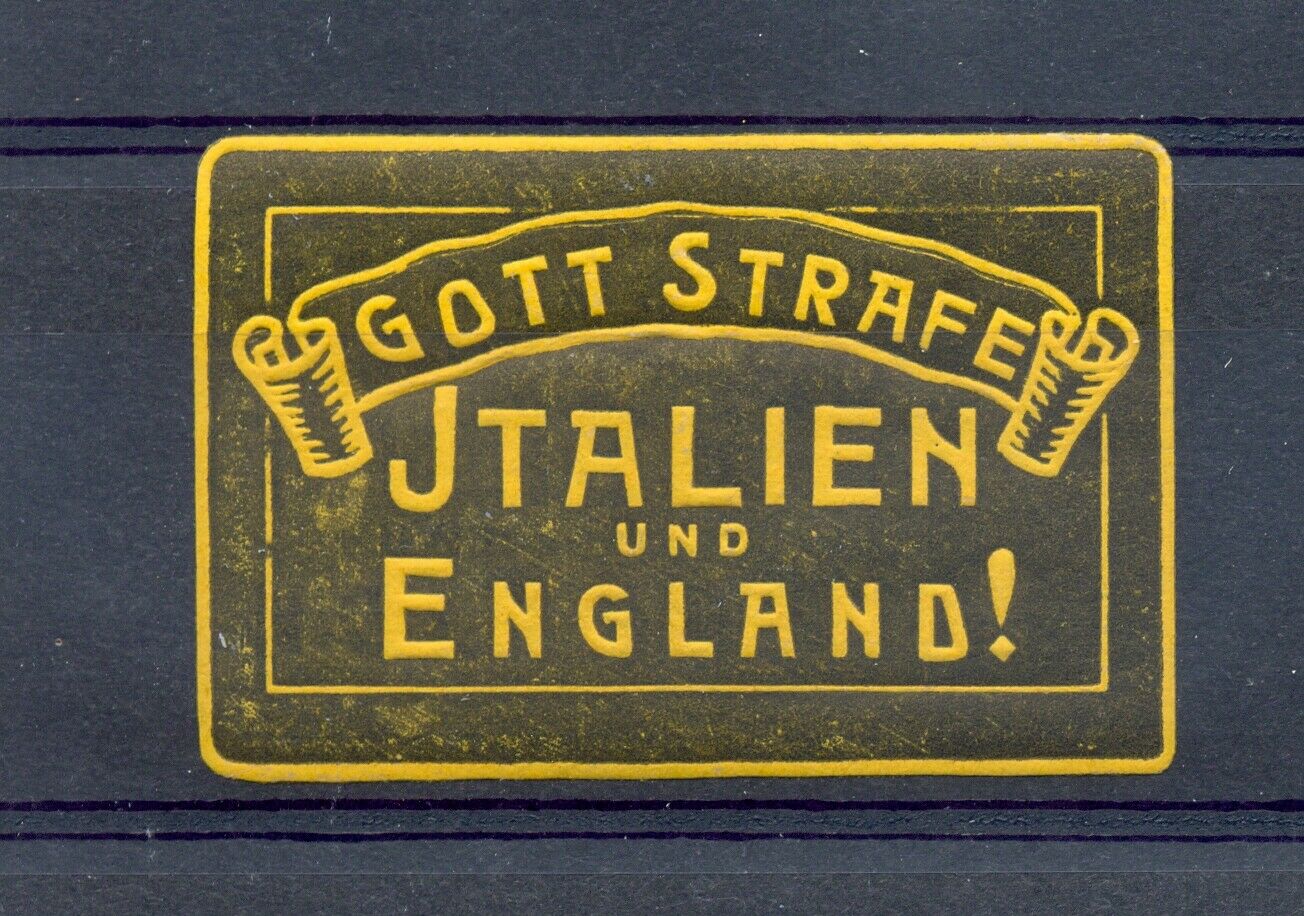 GOTT STRAFE
JTALIEN
UND
ENGLAND!